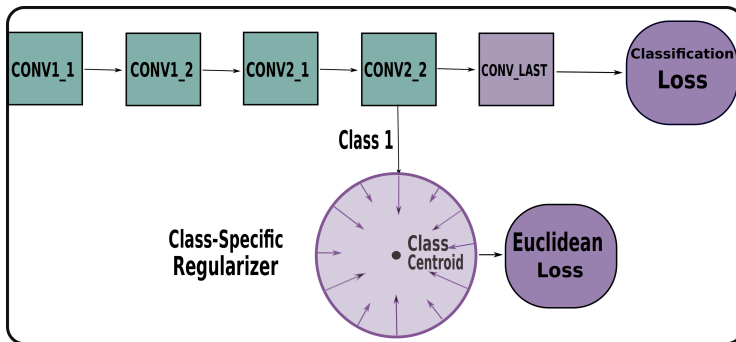 CONV1_1
CONV1_2
CONV2_1
CONV2_2
CONV_LAST
Classification
Loss
Class 1
Class-Specific
Regularizer
Class
Centroid
Euclidean
Loss